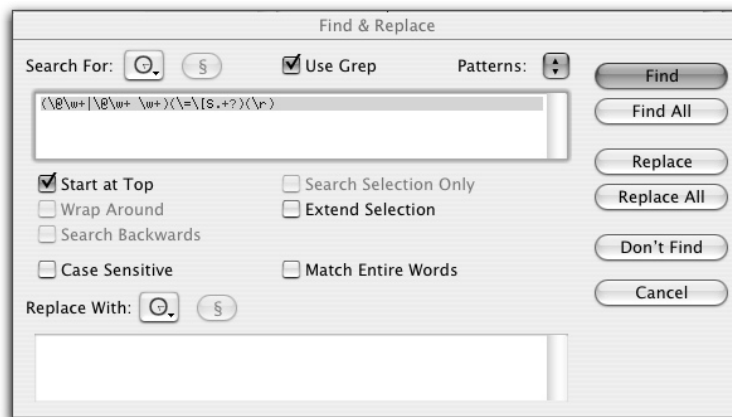 Find & Replace
Search For: § Use Grep Patterns:
(\@\w+|\@\w+ \w+)(\=\[S.+?)(\r)
Find
Find All
Replace
Replace All
Don't Find
Cancel
Start at Top
Search Selection Only
Wrap Around
Extend Selection
Search Backwards
Case Sensitive
Match Entire Words
Replace With: §